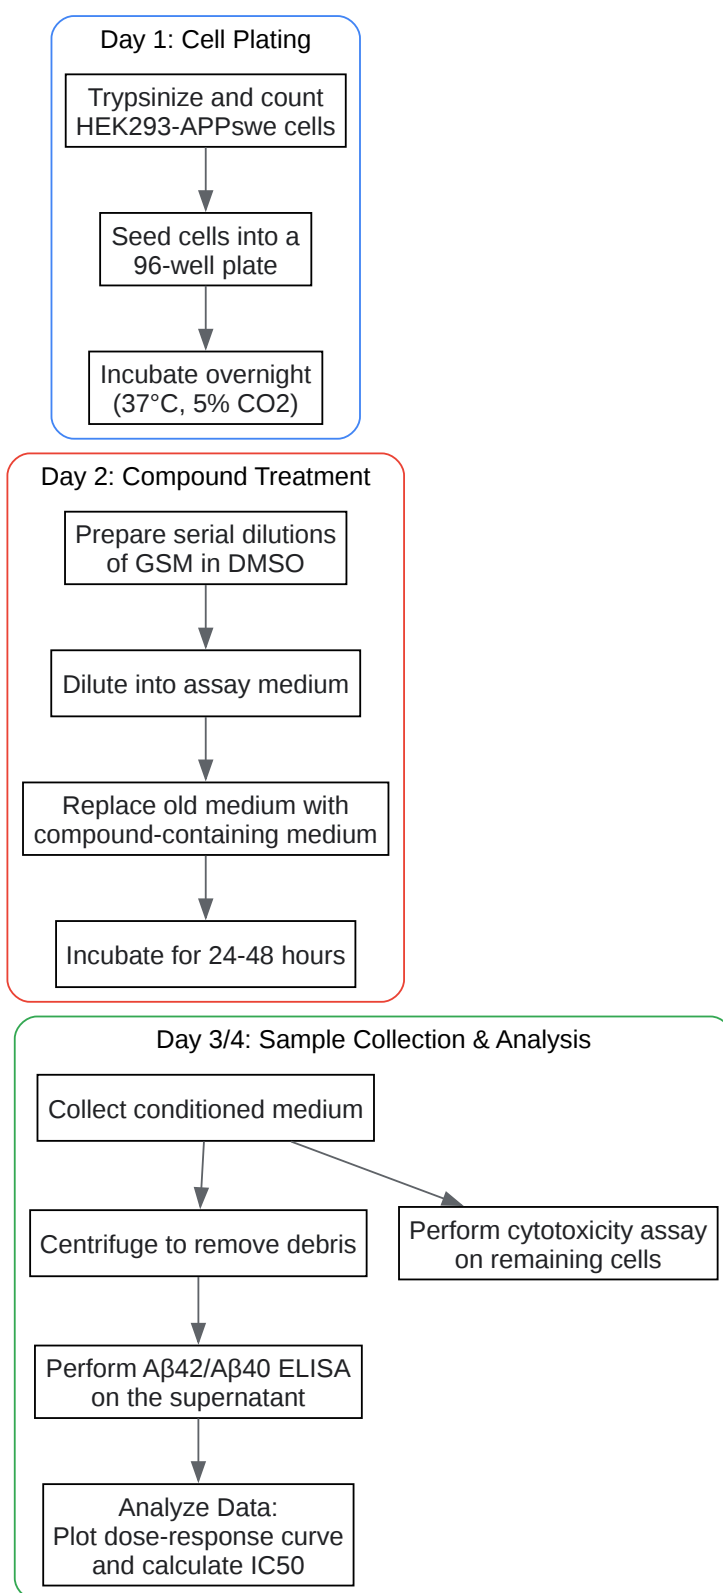 Day 1: Cell Plating
Trypsinize and count
HEK293-APPswe cells
Seed cells into a
96-well plate
Incubate overnight
(37°C, 5% CO2)
Day 2: Compound Treatment
Prepare serial dilutions
of GSM in DMSO
Dilute into assay medium
Replace old medium with
compound-containing medium
Incubate for 24-48 hours
Day 3/4: Sample Collection & Analysis
Collect conditioned medium
Centrifuge to remove debris
Perform cytotoxicity assay
on remaining cells
Perform Aβ42/Aβ40 ELISA
on the supernatant
Analyze Data:
Plot dose-response curve
and calculate IC50